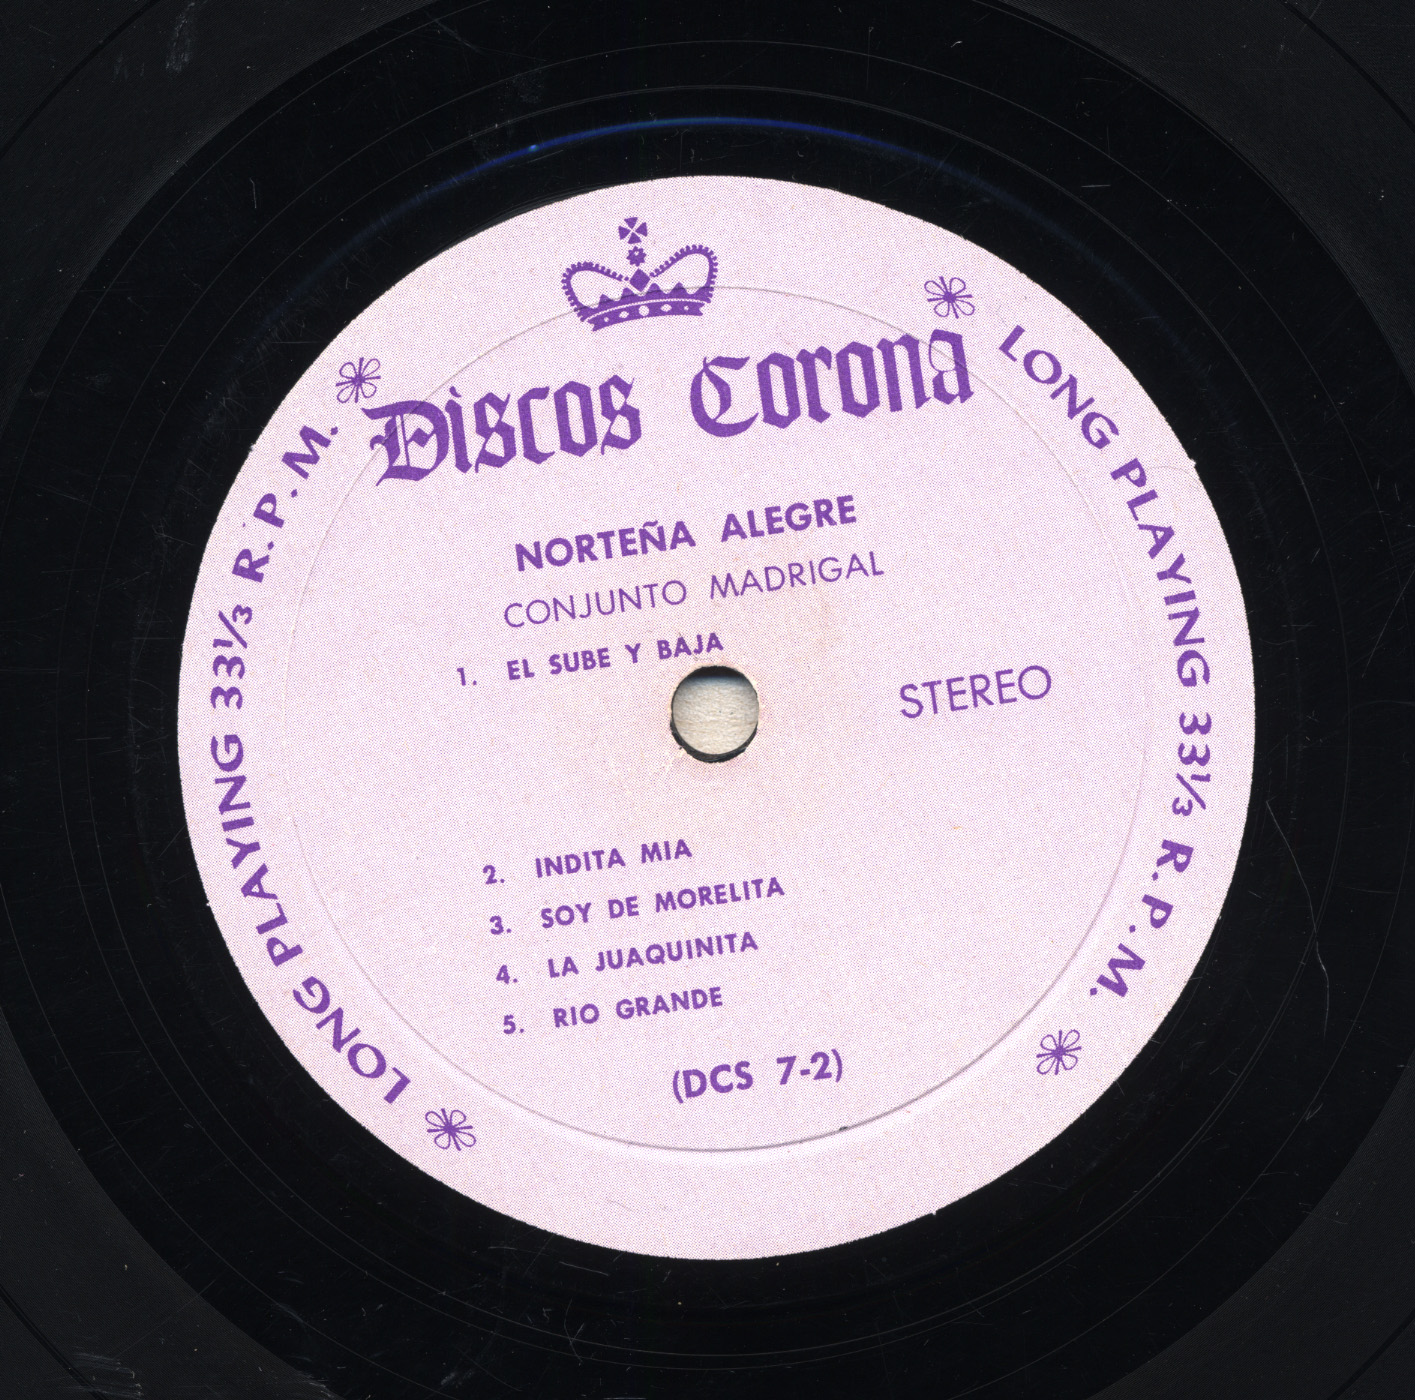 Discos Corona
NORTEÑA ALEGRE
CONJUNTO MADRIGAL
1. EL SUBE Y BAJA
STEREO
2. INDITA MIA
3. SOY DE MORELITA
4. LA JUAQUINITA
5. RIO GRANDE
(DCS 7-2)
LONG PLAYING 33⅓ R.P.M.
LONG PLAYING 33⅓ R.P.M.